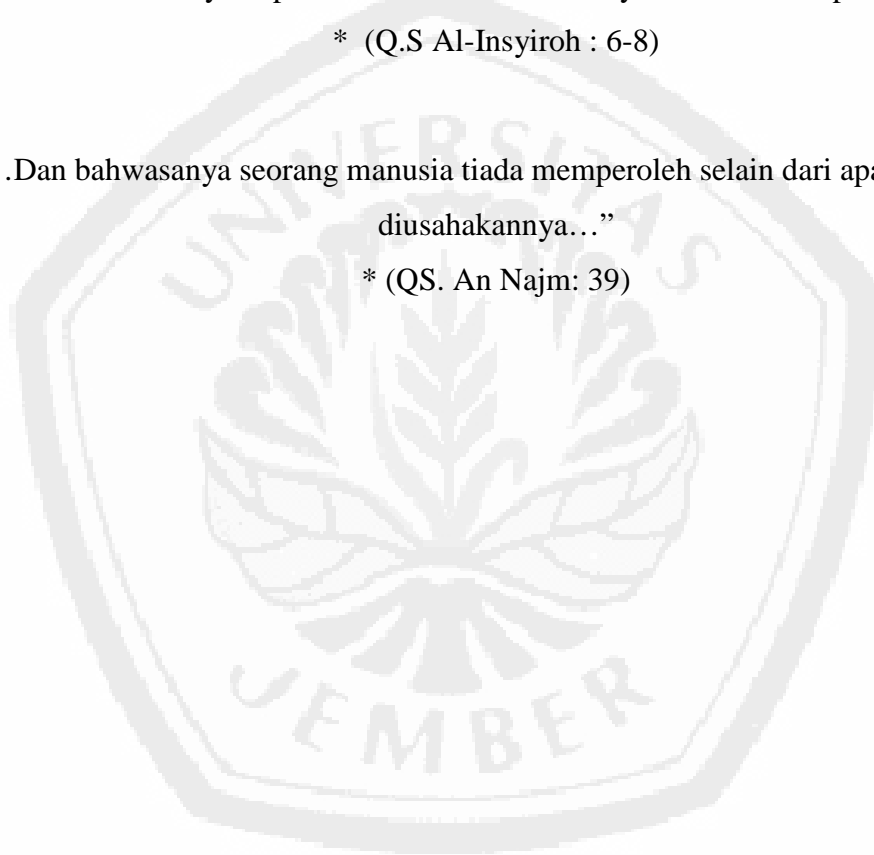 * (Q.S Al-Insyiroh : 6-8)
.Dan bahwasanya seorang manusia tiada memperoleh selain dari apa
diusahakannya…”
* (QS. An Najm: 39)
UNIVERSITAS
JEMBER